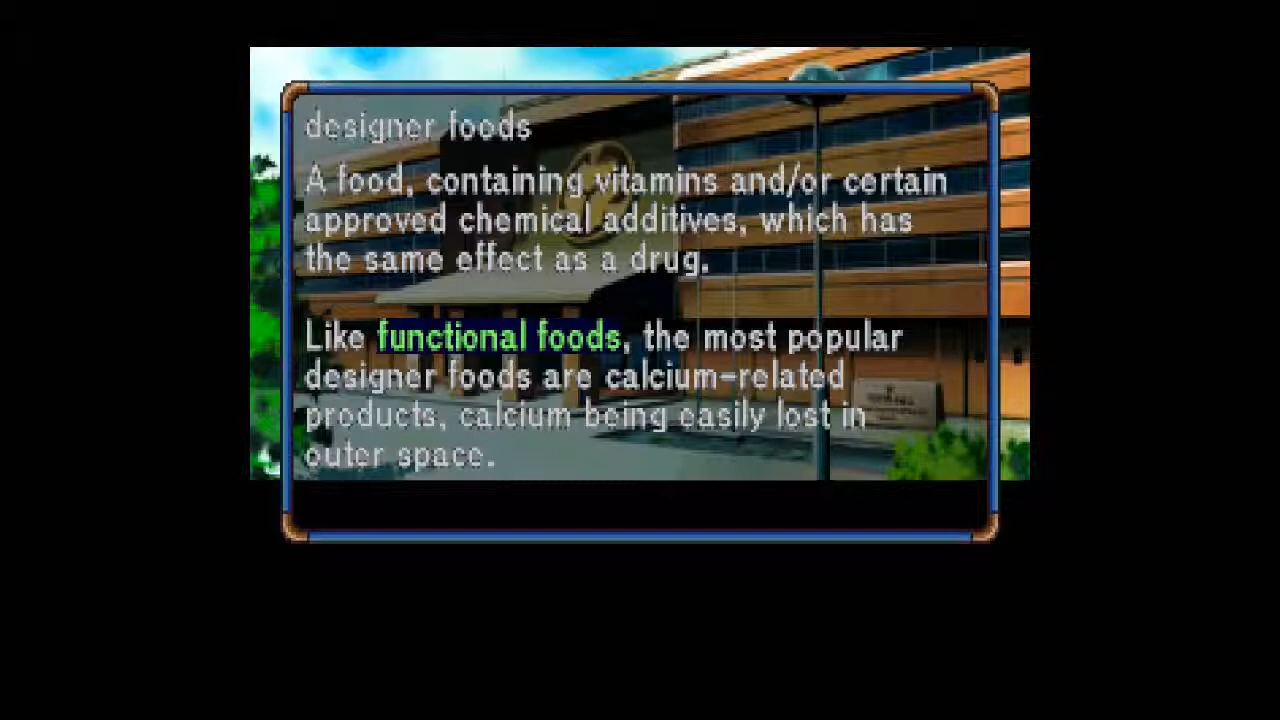 designer foods
A food, containing vitamins and/or certain
approved chemical additives, which has
the same effect as a drug.
Like functional foods, the most popular
designer foods are calcium-related
products, calcium being easily lost in
outer space.